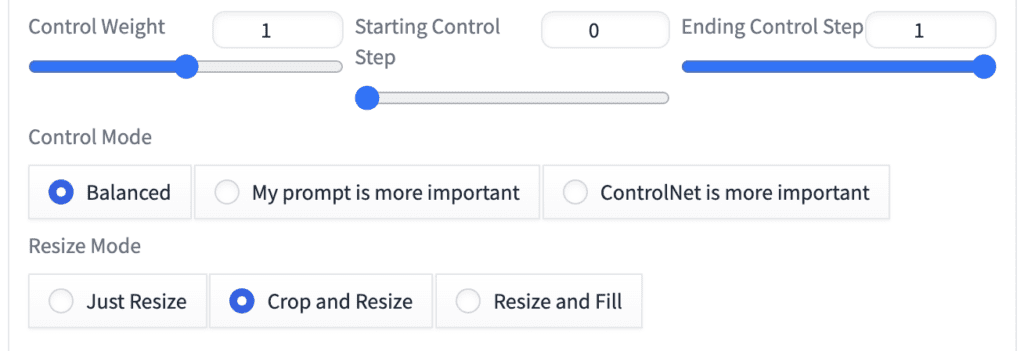 Control Weight 1 Starting Control Step 0 Ending Control Step 1
Control Mode
Balanced My prompt is more important ControlNet is more important
Resize Mode
Just Resize Crop and Resize Resize and Fill